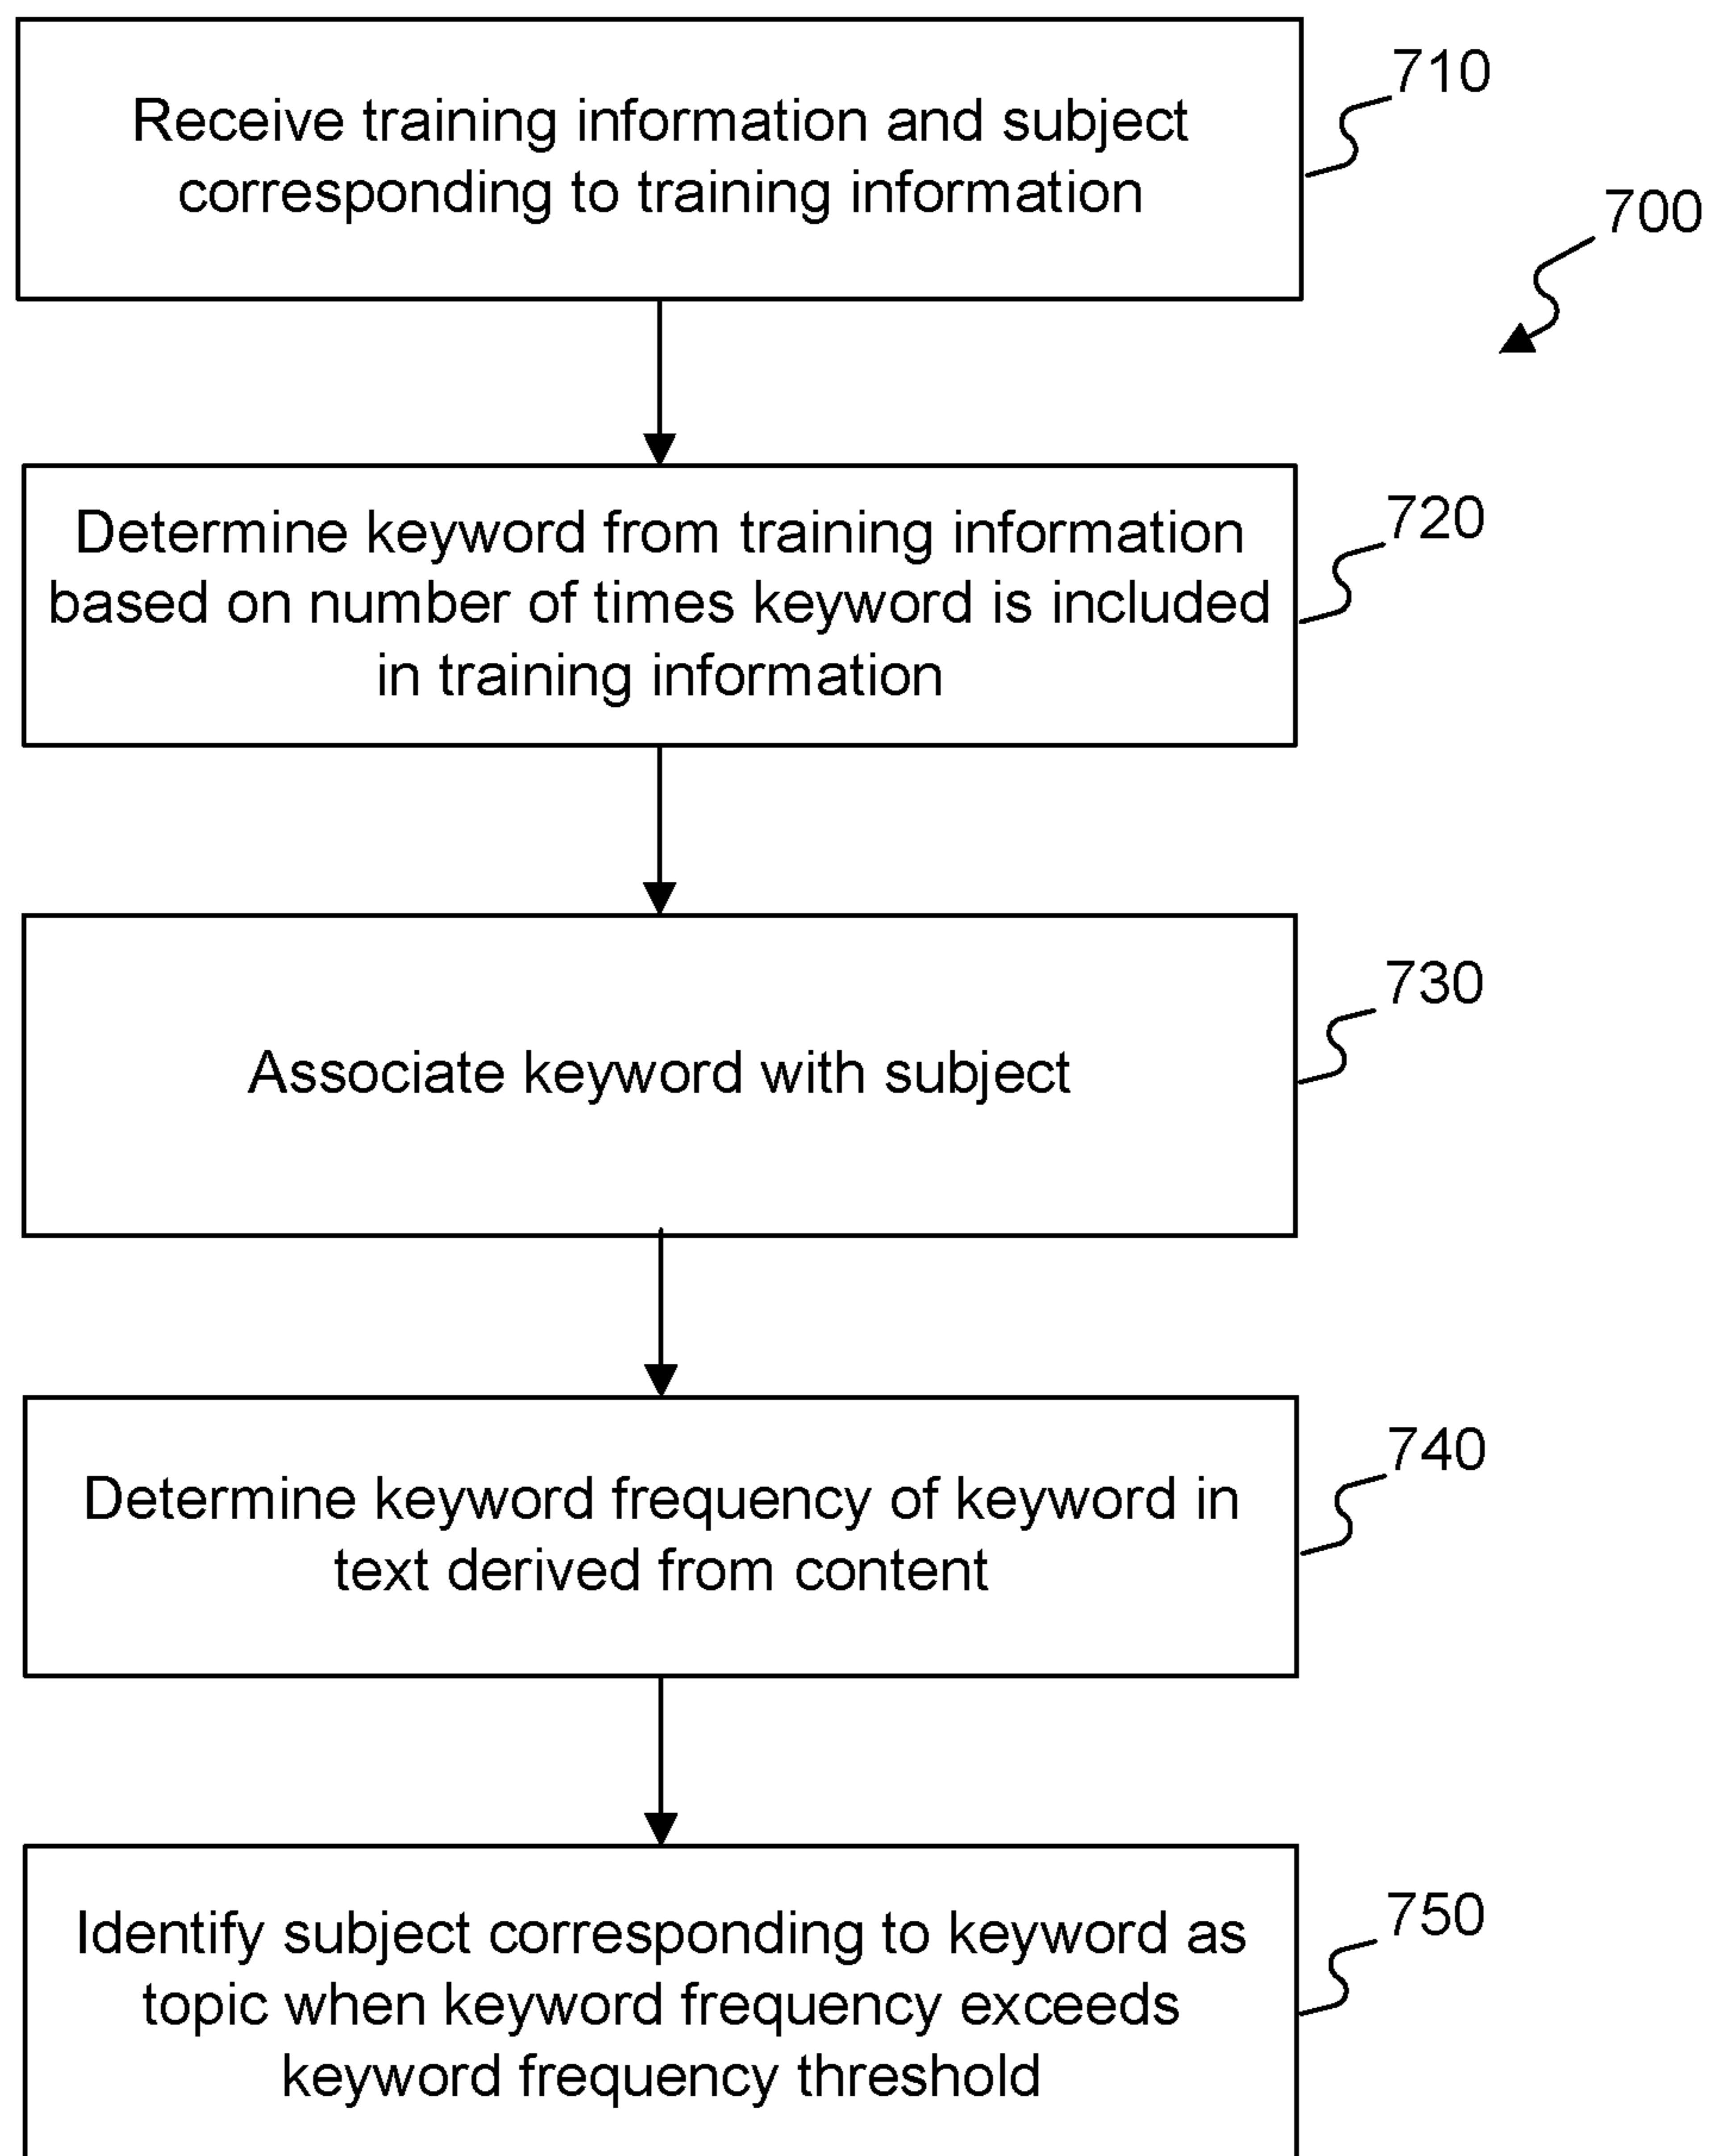 Receive training information and subject
corresponding to training information
710
700
Determine keyword from training information
based on number of times keyword is included
in training information
720
Associate keyword with subject
730
Determine keyword frequency of keyword in
text derived from content
740
Identify subject corresponding to keyword as
topic when keyword frequency exceeds
keyword frequency threshold
750